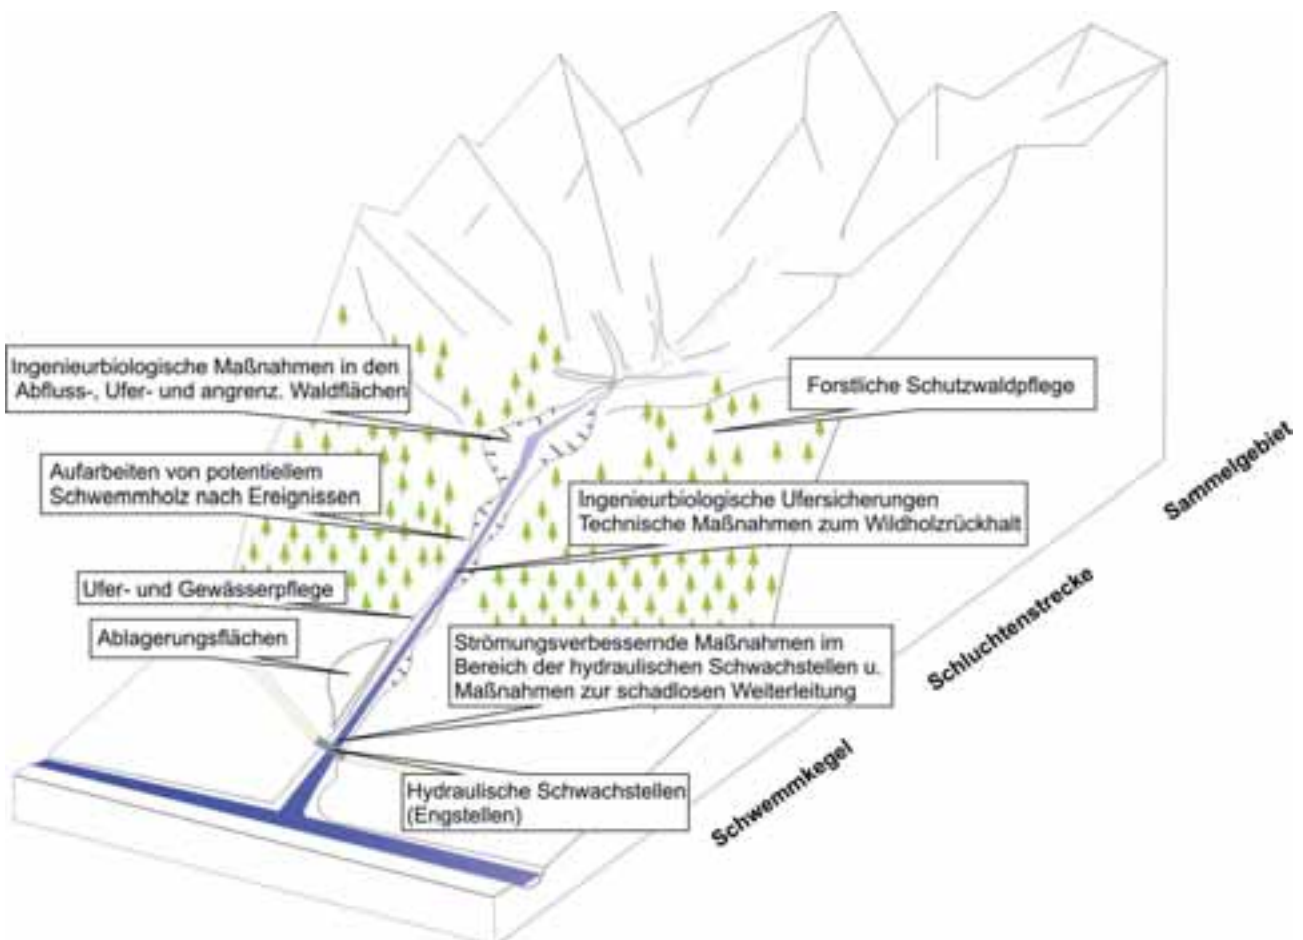 Ingenieurbiologische Maßnahmen in den
Abfluss-, Ufer- und angrenz. Waldflächen
Forstliche Schutzwaldpflege
Aufarbeiten von potentiellem
Schwemmholz nach Ereignissen
Ingenieurbiologische Ufersicherungen
Technische Maßnahmen zum Wildholzrückhalt
Sammelgebiet
Ufer- und Gewässerpflege
Ablagerungsflächen
Strömungsverbessernde Maßnahmen im
Bereich der hydraulischen Schwachstellen u.
Maßnahmen zur schadlosen Weiterleitung
Schluchtenstrecke
Hydraulische Schwachstellen
(Engstellen)
Schwemmkegel